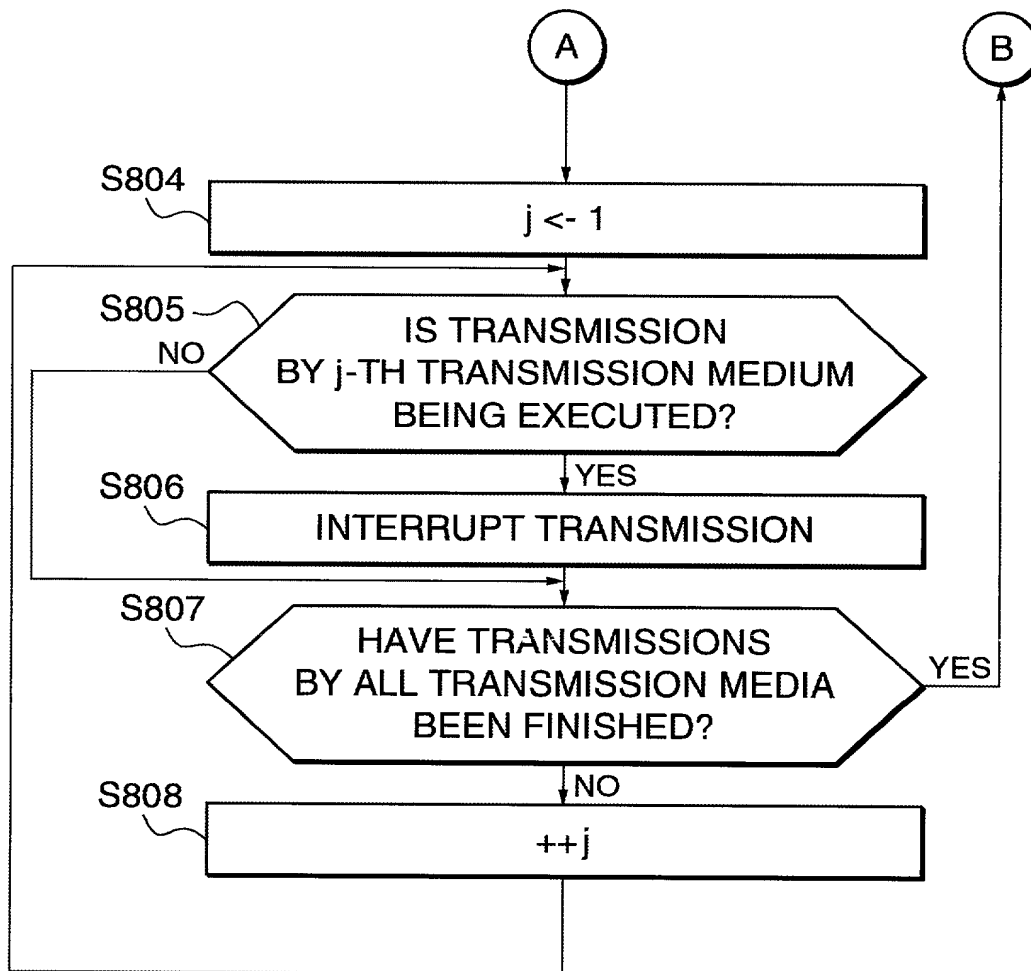 A
B
S804
j <- 1
S805
NO
IS TRANSMISSION
BY j-TH TRANSMISSION MEDIUM
BEING EXECUTED?
YES
S806
INTERRUPT TRANSMISSION
S807
HAVE TRANSMISSIONS
BY ALL TRANSMISSION MEDIA
BEEN FINISHED?
YES
NO
S808
++j